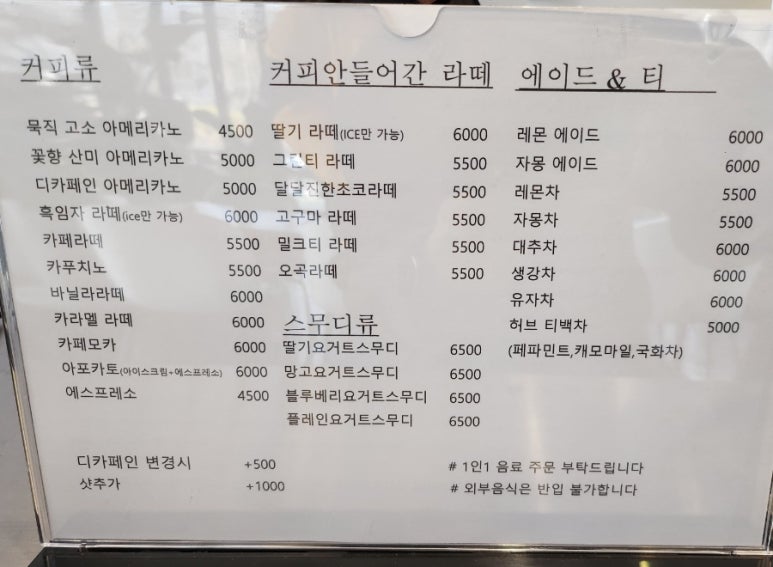 커피류
묵직 고소 아메리카노 4500
꽃향 산미 아메리카노 5000
디카페인 아메리카노 5000
흑임자 라떼(ice만 가능) 6000
카페라떼 5500
카푸치노 5500
바닐라라떼 6000
카라멜 라떼 6000
카페모카 6000
아포카토(아이스크림+에스프레소) 6000
에스프레소 4500
디카페인 변경시 +500
샷추가 +1000
커피안들어간 라떼
딸기 라떼(ICE만 가능) 6000
그린티 라떼 5500
달달진한초코라떼 5500
고구마 라떼 5500
밀크티 라떼 5500
오곡라떼 5500
스무디류
딸기요거트스무디 6500
망고요거트스무디 6500
블루베리요거트스무디 6500
플레인요거트스무디 6500
에이드 & 티
레몬 에이드 6000
자몽 에이드 6000
레몬차 5500
자몽차 5500
대추차 6000
생강차 6000
유자차 6000
허브 티백차 5000
(페파민트,캐모마일,국화차)
# 1인1 음료 주문 부탁드립니다
# 외부음식은 반입 불가합니다